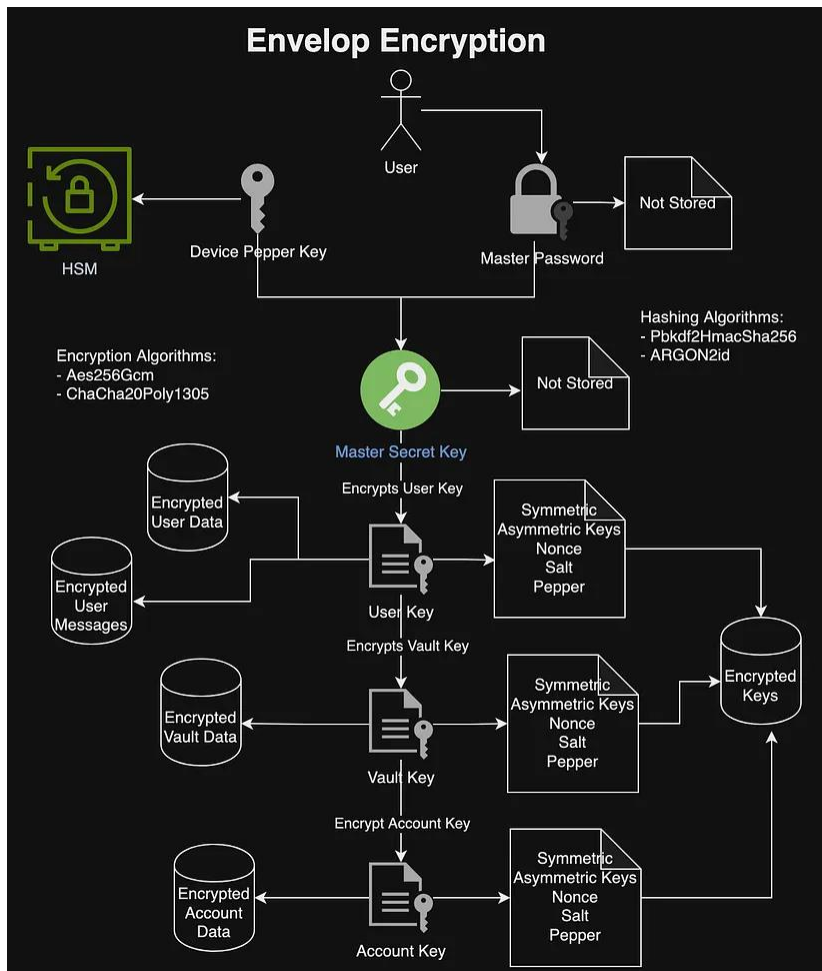 Envelop Encryption
User
HSM
Device Pepper Key
Master Password
Not Stored
Encryption Algorithms:
- Aes256Gcm
- ChaCha20Poly1305
Hashing Algorithms:
- Pbkdf2HmacSha256
- ARGON2id
Not Stored
Master Secret Key
Encrypts User Key
Encrypted
User Data
Encrypted
User
Messages
User Key
Symmetric
Asymmetric Keys
Nonce
Salt
Pepper
Encrypts Vault Key
Encrypted
Keys
Encrypted
Vault Data
Vault Key
Symmetric
Asymmetric Keys
Nonce
Salt
Pepper
Encrypt Account Key
Encrypted
Account
Data
Account Key
Symmetric
Asymmetric Keys
Nonce
Salt
Pepper